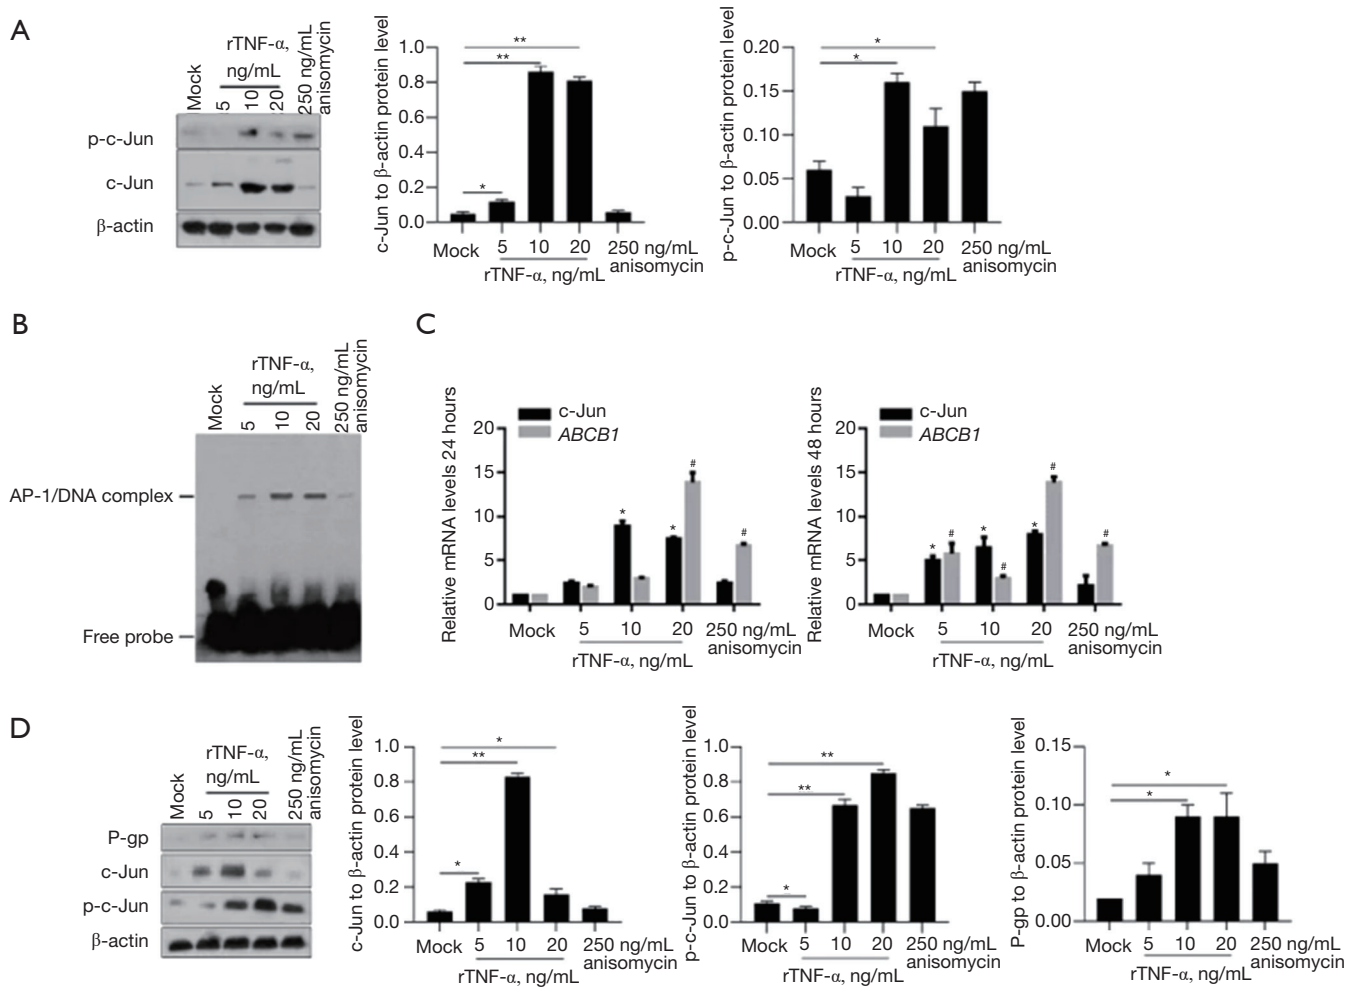 A
rTNF-α,
ng/mL
Mock
5
10
20
250 ng/mL
anisomycin
p-c-Jun
c-Jun
β-actin
c-Jun to β-actin protein level
1.0
0.8
0.6
0.4
0.2
0.0
**
**
*
Mock
5
10
20
250 ng/mL
anisomycin
rTNF-α, ng/mL
p-c-Jun to β-actin protein level
0.20
0.15
0.10
0.05
0.00
*
*
Mock
5
10
20
250 ng/mL
anisomycin
rTNF-α, ng/mL
B
rTNF-α,
ng/mL
Mock
5
10
20
250 ng/mL
anisomycin
AP-1/DNA complex
Free probe
C
Relative mRNA levels 24 hours
c-Jun
ABCB1
20
15
10
5
0
*
*
#
#
Mock
5
10
20
250 ng/mL
anisomycin
rTNF-α, ng/mL
Relative mRNA levels 48 hours
c-Jun
ABCB1
20
15
10
5
0
*
#
*
#
*
#
#
Mock
5
10
20
250 ng/mL
anisomycin
rTNF-α, ng/mL
D
rTNF-α,
ng/mL
Mock
5
10
20
250 ng/mL
anisomycin
P-gp
c-Jun
p-c-Jun
β-actin
c-Jun to β-actin protein level
1.0
0.8
0.6
0.4
0.2
0.0
*
**
*
Mock
5
10
20
250 ng/mL
anisomycin
rTNF-α, ng/mL
p-c-Jun to β-actin protein level
1.0
0.8
0.6
0.4
0.2
0.0
**
**
*
Mock
5
10
20
250 ng/mL
anisomycin
rTNF-α, ng/mL
P-gp to β-actin protein level
0.15
0.10
0.05
0.00
*
*
Mock
5
10
20
250 ng/mL
anisomycin
rTNF-α, ng/mL